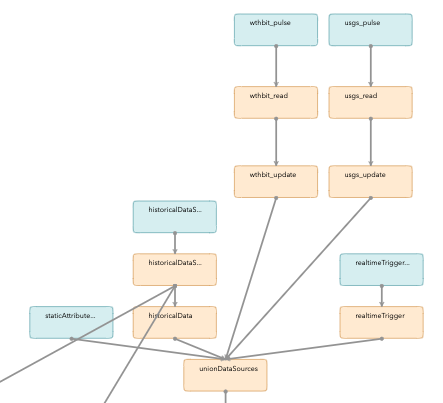 wthbit_pulse usgs_pulse
wthbit_read usgs_read
wthbit_update usgs_update
historicalDataS...
historicalDataS... realtimeTrigger...
staticAttribute... historicalData realtimeTrigger
unionDataSources